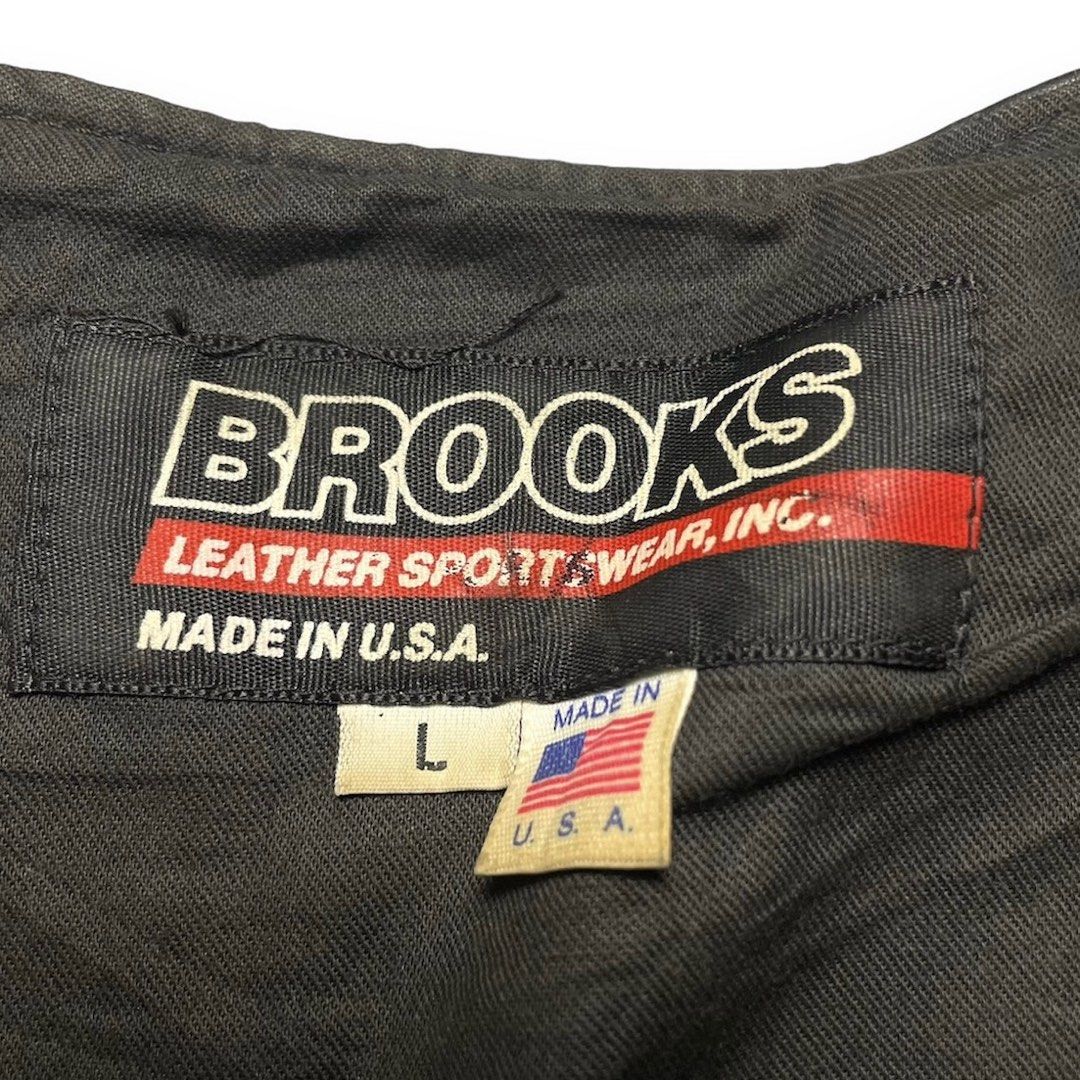 BROOKS
LEATHER SPORTSWEAR, INC.
MADE IN U.S.A.
L
MADE IN
U. S. A.